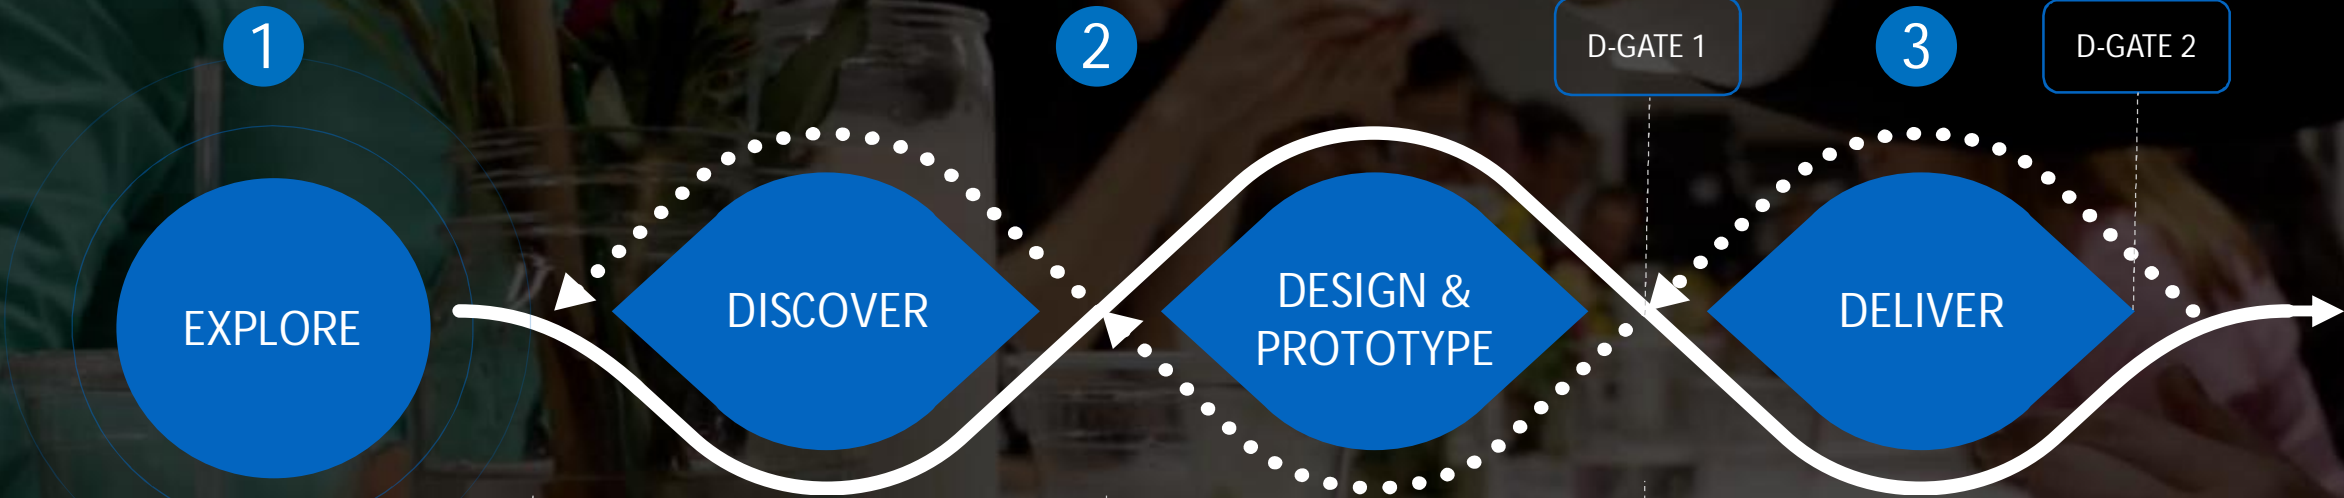 1
2
D-GATE 1
3
D-GATE 2
EXPLORE
DISCOVER
DESIGN &
PROTOTYPE
DELIVER